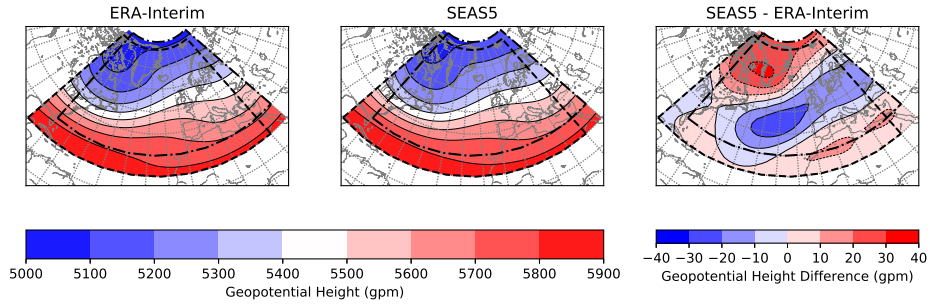 ERA-Interim
SEAS5
SEAS5 - ERA-Interim
5000 5100 5200 5300 5400 5500 5600 5700 5800 5900
Geopotential Height (gpm)
−40 −30 −20 −10 0 10 20 30 40
Geopotential Height Difference (gpm)